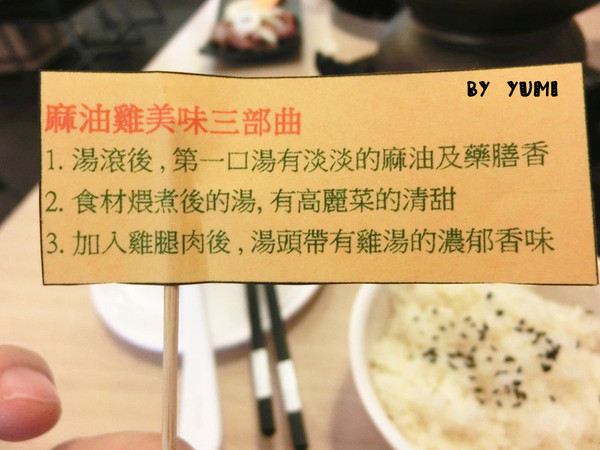 BY YUMI
麻油雞美味三部曲
1. 湯滾後，第一口湯有淡淡的麻油及藥膳香
2. 食材煨煮後的湯, 有高麗菜的清甜
3. 加入雞腿肉後，湯頭帶有雞湯的濃郁香味